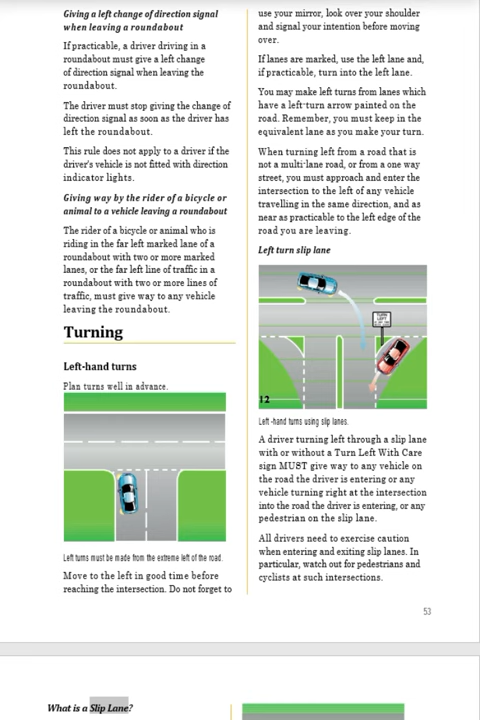 Giving a left change of direction signal
when leaving a roundabout
If practicable, a driver driving in a
roundabout must give a left change
of direction signal when leaving the
roundabout.
The driver must stop giving the change of
direction signal as soon as the driver has
left the roundabout.
This rule does not apply to a driver if the
driver's vehicle is not fitted with direction
indicator lights.
Giving way by the rider of a bicycle or
animal to a vehicle leaving a roundabout
The rider of a bicycle or animal who is
riding in the far left marked lane of a
roundabout with two or more marked
lanes, or the far left line of traffic in a
roundabout with two or more lines of
traffic, must give way to any vehicle
leaving the roundabout.
Turning
Left-hand turns
Plan turns well in advance.
Left turns must be made from the extreme left of the road.
Move to the left in good time before
reaching the intersection. Do not forget to
use your mirror, look over your shoulder
and signal your intention before moving
over.
If lanes are marked, use the left lane and,
if practicable, turn into the left lane.
You may make left turns from lanes which
have a left-turn arrow painted on the
road. Remember, you must keep in the
equivalent lane as you make your turn.
When turning left from a road that is
not a multi-lane road, or from a one way
street, you must approach and enter the
intersection to the left of any vehicle
travelling in the same direction, and as
near as practicable to the left edge of the
road you are leaving.
Left turn slip lane
TURN
LEFT
12
Left -hand turns using slip lanes.
A driver turning left through a slip lane
with or without a Turn Left With Care
sign MUST give way to any vehicle on
the road the driver is entering or any
vehicle turning right at the intersection
into the road the driver is entering, or any
pedestrian on the slip lane.
All drivers need to exercise caution
when entering and exiting slip lanes. In
particular, watch out for pedestrians and
cyclists at such intersections.
53
What is a Slip Lane?